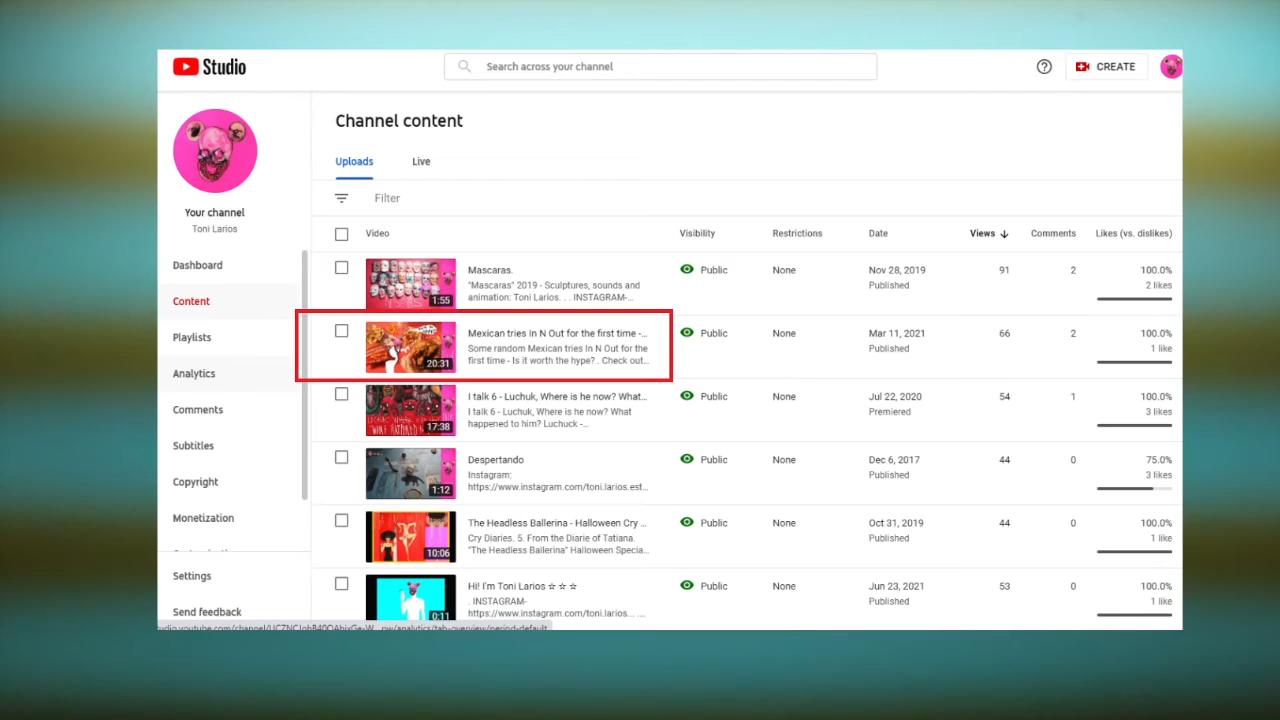 Studio
Search across your channel
CREATE
Your channel
Toni Larios
Dashboard
Content
Playlists
Analytics
Comments
Subtitles
Copyright
Monetization
Settings
Send feedback
Channel content
Uploads
Live
Filter
Video Visibility Restrictions Date Views Comments Likes (vs. dislikes)
1:55
Mascaras. Public None Nov 28, 2019 91 2 100.0%
"Mascaras" 2019 - Sculptures, sounds and Published 2 likes
animation: Toni Larios. . . INSTAGRAM-...
20:31
Mexican tries In N Out for the first time -... Public None Mar 11, 2021 66 2 100.0%
Some random Mexican tries In N Out for the Published 1 like
first time - Is it worth the hype? . Check out...
17:38
I talk 6 - Luchuk, Where is he now? What... Public None Jul 22, 2020 54 1 100.0%
I talk 6 - Luchuk, Where is he now? What Premiered 3 likes
happened to him? Luchuck -...
1:12
Despertando Public None Dec 6, 2017 44 0 75.0%
Instagram: Published 3 likes
https://www.instagram.com/toni.larios.est...
10:06
The Headless Ballerina - Halloween Cry ... Public None Oct 31, 2019 44 0 100.0%
Cry Diaries. 5. From the Diarie of Tatiana. Published 1 like
"The Headless Ballerina" Halloween Specia...
0:11
Hi! I'm Toni Larios ☆ ☆ ☆ Public None Jun 23, 2021 53 0 100.0%
. INSTAGRAM- Published 1 like
https://www.instagram.com/toni.larios... ...